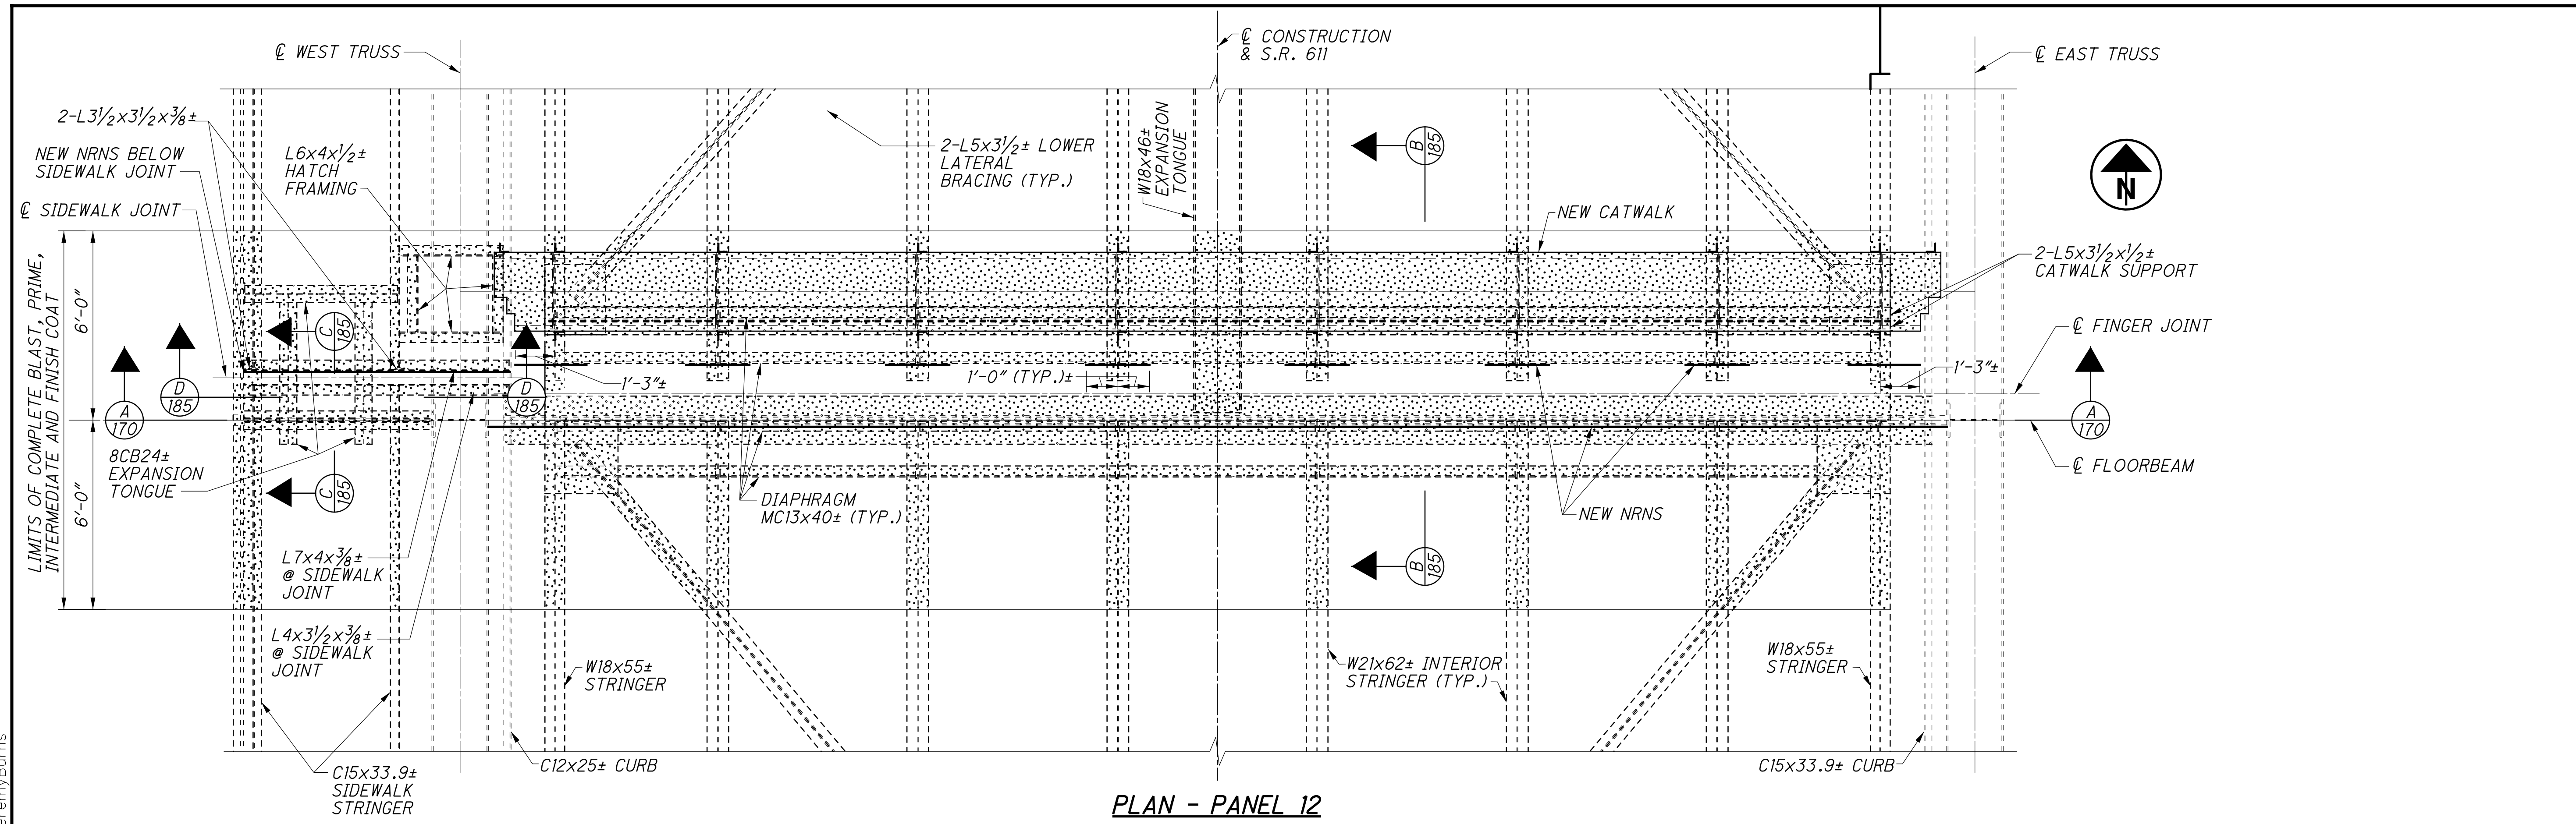 ℄ WEST TRUSS
℄ CONSTRUCTION
& S.R. 611
℄ EAST TRUSS
2-L3½x3½x⅜±
NEW NRNS BELOW
SIDEWALK JOINT
L6x4x½±
HATCH
FRAMING
2-L5x3½± LOWER
LATERAL
BRACING (TYP.)
W18x46±
EXPANSION
TONGUE
B
185
N
℄ SIDEWALK JOINT
NEW CATWALK
2-L5x3½x½±
CATWALK SUPPORT
LIMITS OF COMPLETE BLAST, PRIME,
INTERMEDIATE AND FINISH COAT
6'-0"
6'-0"
C
185
℄ FINGER JOINT
D
185
D
185
A
170
1'-3"±
1'-0" (TYP.)±
1'-3"±
A
170
8CB24±
EXPANSION
TONGUE
C
185
℄ FLOORBEAM
DIAPHRAGM
MC13x40± (TYP.)
NEW NRNS
L7x4x⅜±
@ SIDEWALK
JOINT
B
185
L4x3½x⅜±
@ SIDEWALK
JOINT
W18x55±
STRINGER
W21x62± INTERIOR
STRINGER (TYP.)
W18x55±
STRINGER
C15x33.9±
SIDEWALK
STRINGER
C12x25± CURB
C15x33.9± CURB
PLAN - PANEL 12